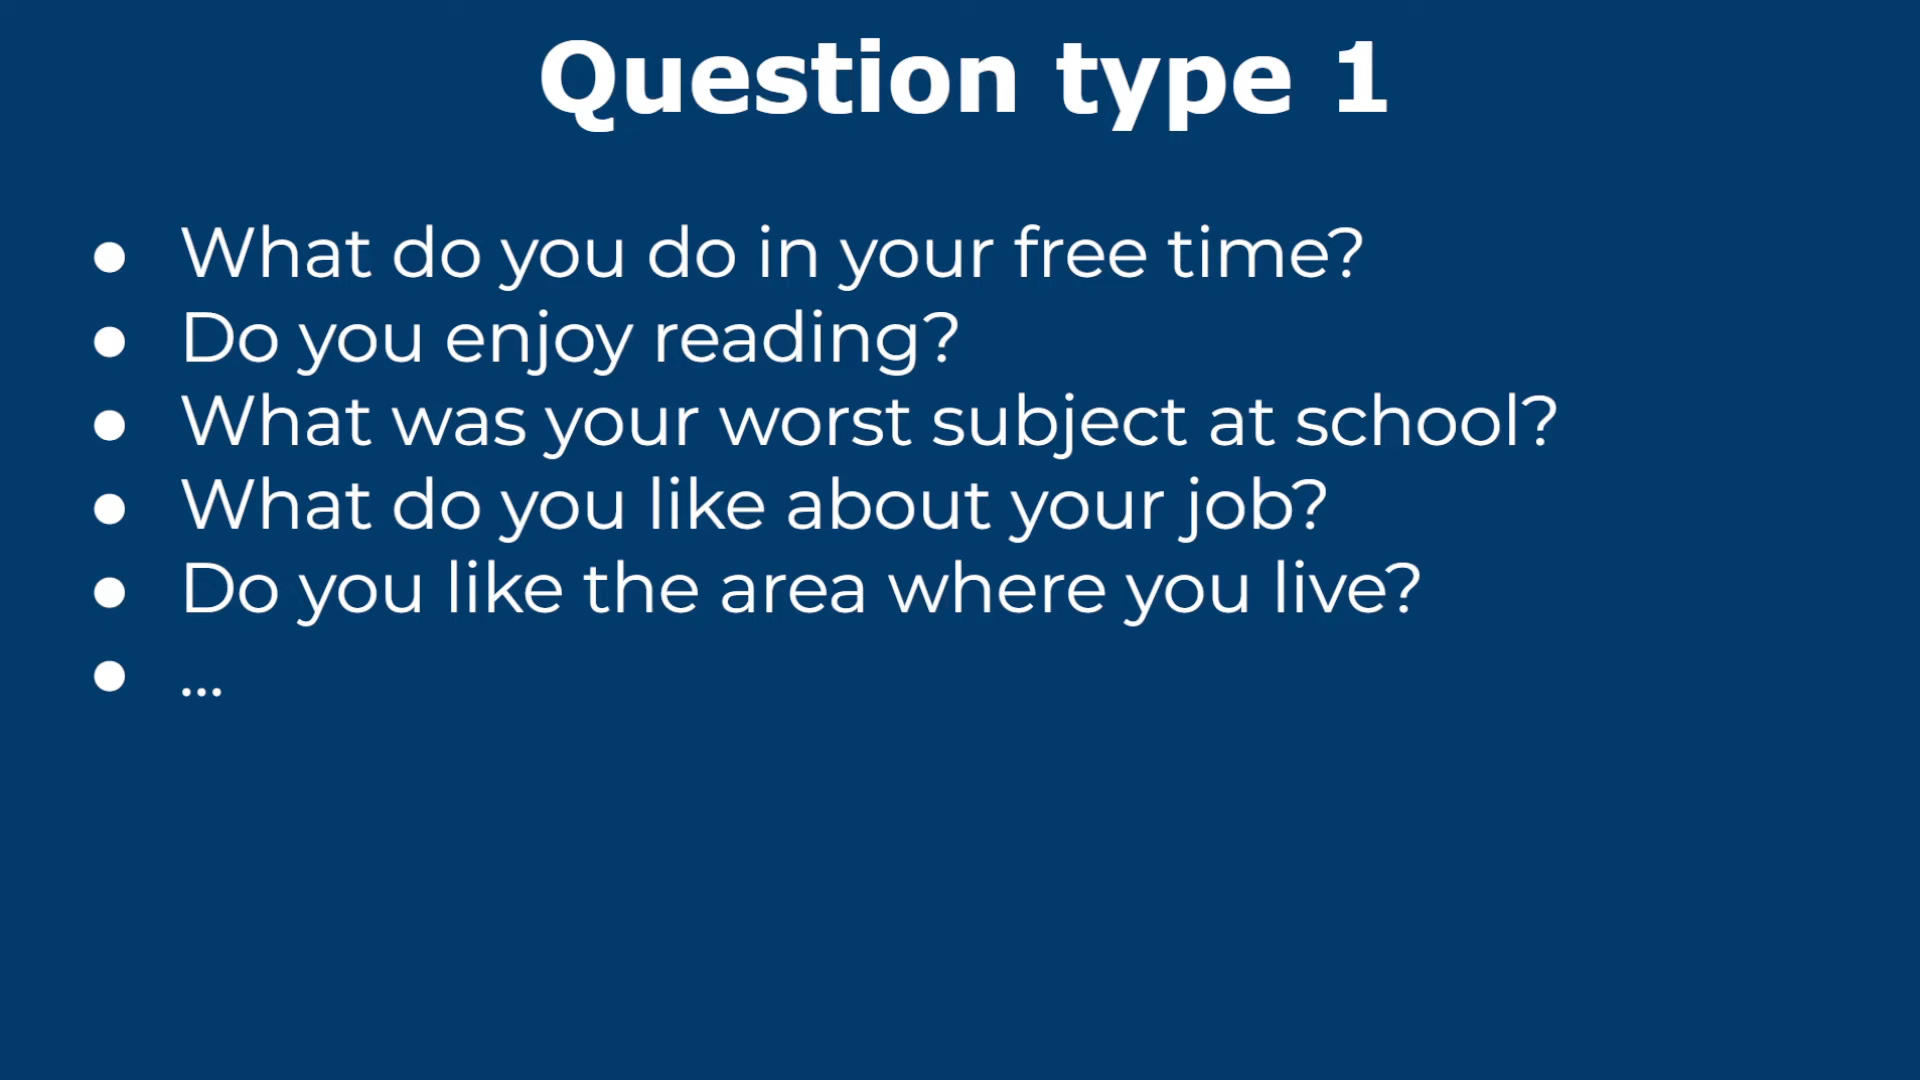 Question type 1
● What do you do in your free time?
● Do you enjoy reading?
● What was your worst subject at school?
● What do you like about your job?
● Do you like the area where you live?
● ...